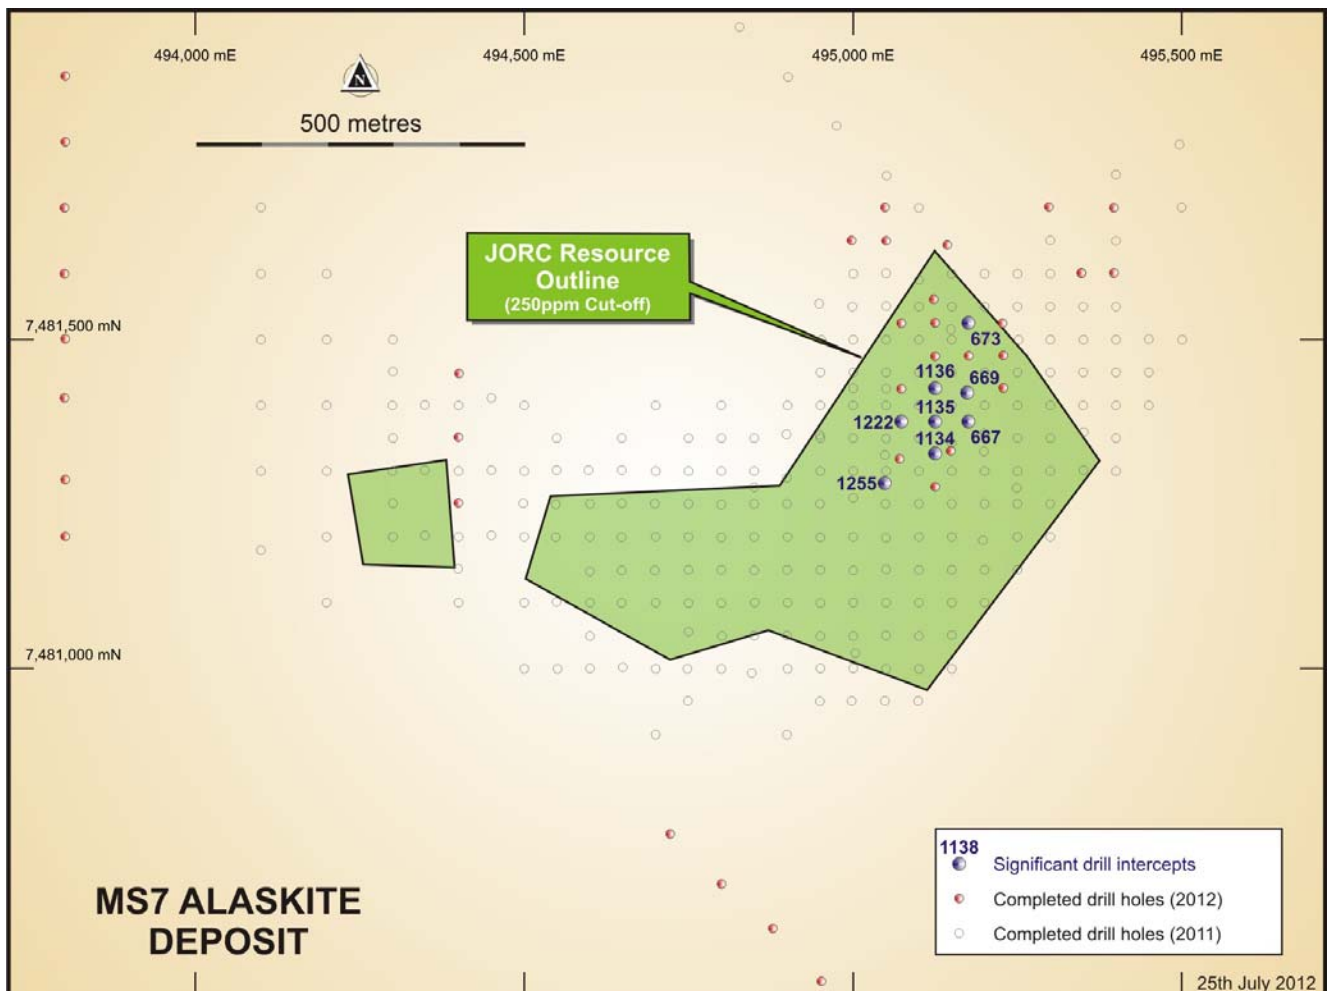 494,000 mE
494,500 mE
495,000 mE
495,500 mE
N
500 metres
JORC Resource
Outline
(250ppm Cut-off)
7,481,500 mN
673
1136
669
1135
1222
667
1134
1255
7,481,000 mN
1138
Significant drill intercepts
Completed drill holes (2012)
Completed drill holes (2011)
MS7 ALASKITE
DEPOSIT
25th July 2012